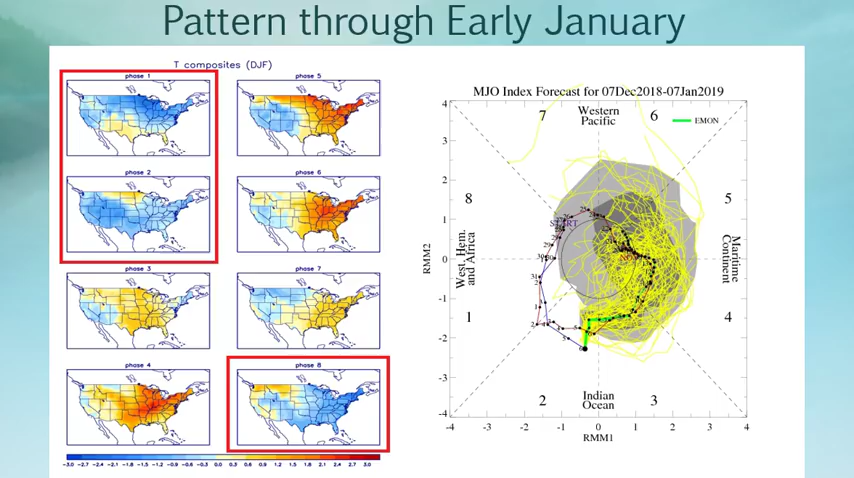 Pattern through Early January
T composites (DJF)
phase 1
phase 5
phase 2
phase 6
phase 3
phase 7
phase 4
phase 8
-3.0 -2.7 -2.4 -2.1 -1.8 -1.5 -1.2 -0.9 -0.6 -0.3 0.0 0.3 0.6 0.9 1.2 1.5 1.8 2.1 2.4 2.7 3.0
MJO Index Forecast for 07Dec2018-07Jan2019
EMON
7
Western
Pacific
6
8
5
West. Hem.
and Africa
Maritime
Continent
START
1
4
2
Indian
Ocean
3
RMM2
4
3
2
1
0
-1
-2
-3
-4
-4 -3 -2 -1 0 1 2 3 4
RMM1